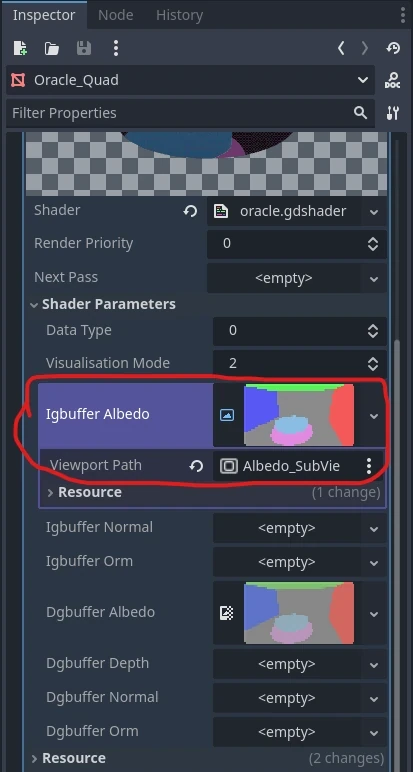 Inspector Node History
Oracle_Quad DOC
Filter Properties
Shader oracle.gdshader
Render Priority 0
Next Pass <empty>
Shader Parameters
Data Type 0
Visualisation Mode 2
Igbuffer Albedo
Viewport Path Albedo_SubVie
Resource (1 change)
Igbuffer Normal <empty>
Igbuffer Orm <empty>
Dgbuffer Albedo
Dgbuffer Depth <empty>
Dgbuffer Normal <empty>
Dgbuffer Orm <empty>
Resource (2 changes)